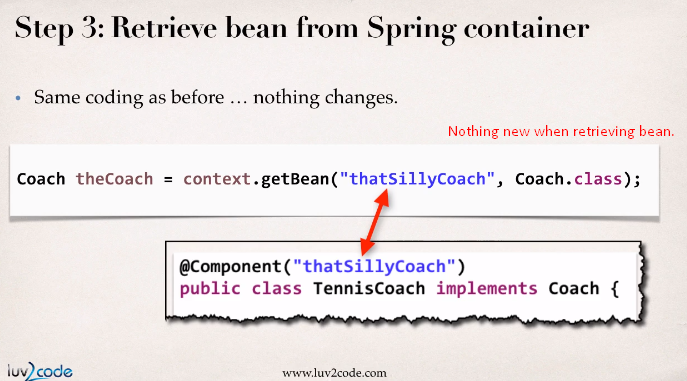 Step 3: Retrieve bean from Spring container
• Same coding as before … nothing changes.
Nothing new when retrieving bean.
Coach theCoach = context.getBean("thatSillyCoach", Coach.class);
@Component("thatSillyCoach")
public class TennisCoach implements Coach {
luv2code
www.luv2code.com